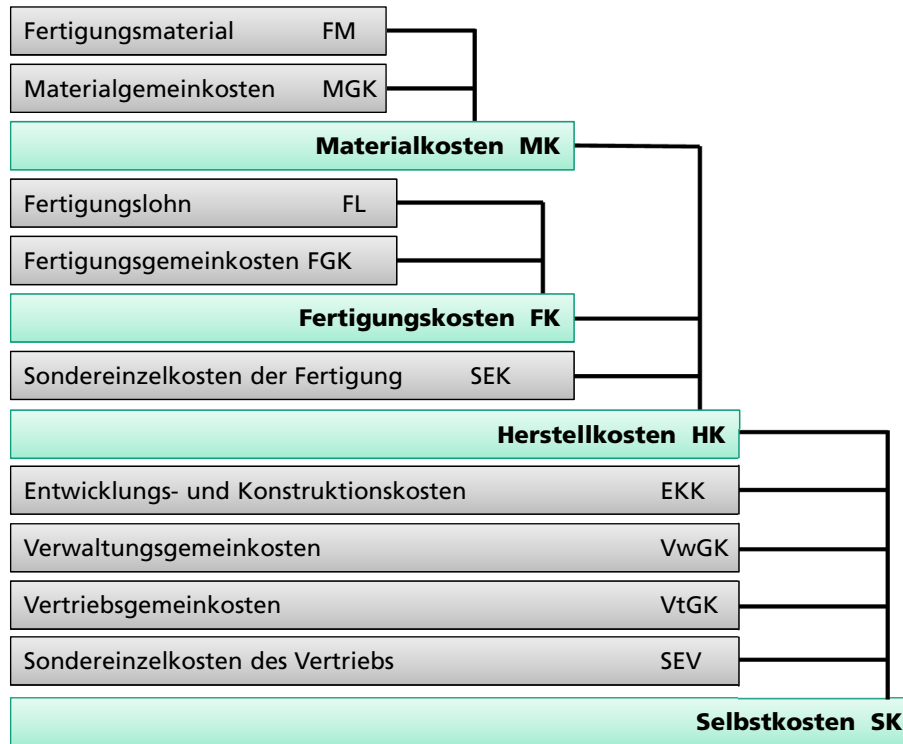 Fertigungsmaterial FM
Materialgemeinkosten MGK
Materialkosten MK
Fertigungslohn FL
Fertigungsgemeinkosten FGK
Fertigungskosten FK
Sondereinzelkosten der Fertigung SEK
Herstellkosten HK
Entwicklungs- und Konstruktionskosten EKK
Verwaltungsgemeinkosten VwGK
Vertriebsgemeinkosten VtGK
Sondereinzelkosten des Vertriebs SEV
Selbstkosten SK